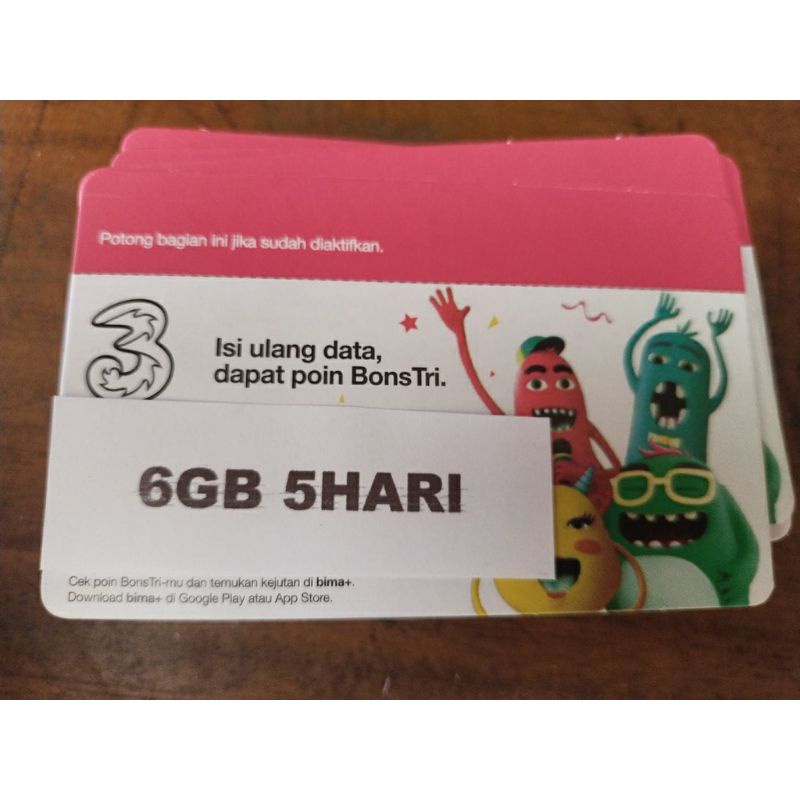 Potong bagian ini jika sudah diaktifkan.
3
Isi ulang data,
dapat poin BonsTri.
6GB 5HARI
Cek poin BonsTri-mu dan temukan kejutan di bima+.
Download bima+ di Google Play atau App Store.